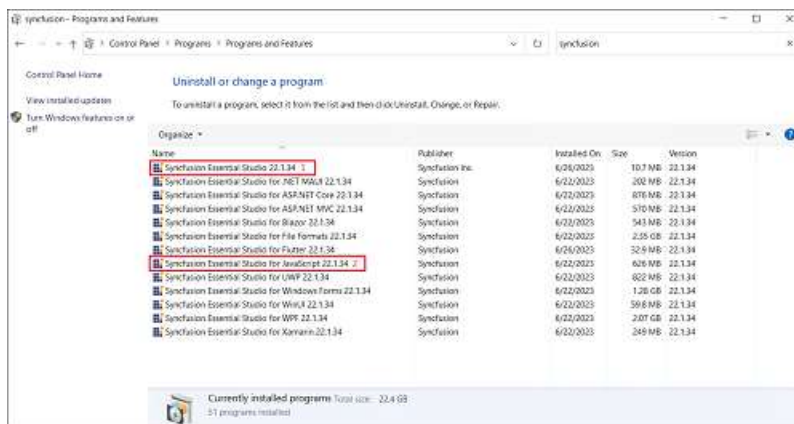 syncfusion - Programs and Features
Control Panel > Programs > Programs and Features
syncfusion
Control Panel Home
View installed updates
Turn Windows features on or off
Uninstall or change a program
To uninstall a program, select it from the list and then click Uninstall, Change, or Repair.
Organize
Name Publisher Installed On Size Version
Syncfusion Essential Studio 22.1.34 1 Syncfusion Inc. 6/26/2023 10.7 MB 22.1.34
Syncfusion Essential Studio for .NET MAUI 22.1.34 Syncfusion 6/22/2023 202 MB 22.1.34
Syncfusion Essential Studio for ASP.NET Core 22.1.34 Syncfusion 6/22/2023 876 MB 22.1.34
Syncfusion Essential Studio for ASP.NET MVC 22.1.34 Syncfusion 6/22/2023 570 MB 22.1.34
Syncfusion Essential Studio for Blazor 22.1.34 Syncfusion 6/22/2023 543 MB 22.1.34
Syncfusion Essential Studio for File Formats 22.1.34 Syncfusion 6/22/2023 2.35 GB 22.1.34
Syncfusion Essential Studio for Flutter 22.1.34 Syncfusion 6/26/2023 32.9 MB 22.1.34
Syncfusion Essential Studio for JavaScript 22.1.34 2 Syncfusion 6/22/2023 626 MB 22.1.34
Syncfusion Essential Studio for UWP 22.1.34 Syncfusion 6/22/2023 822 MB 22.1.34
Syncfusion Essential Studio for Windows Forms 22.1.34 Syncfusion 6/22/2023 1.28 GB 22.1.34
Syncfusion Essential Studio for WinUI 22.1.34 Syncfusion 6/22/2023 59.8 MB 22.1.34
Syncfusion Essential Studio for WPF 22.1.34 Syncfusion 6/22/2023 2.07 GB 22.1.34
Syncfusion Essential Studio for Xamarin 22.1.34 Syncfusion 6/22/2023 249 MB 22.1.34
Currently installed programs Total size: 22.4 GB
51 programs installed